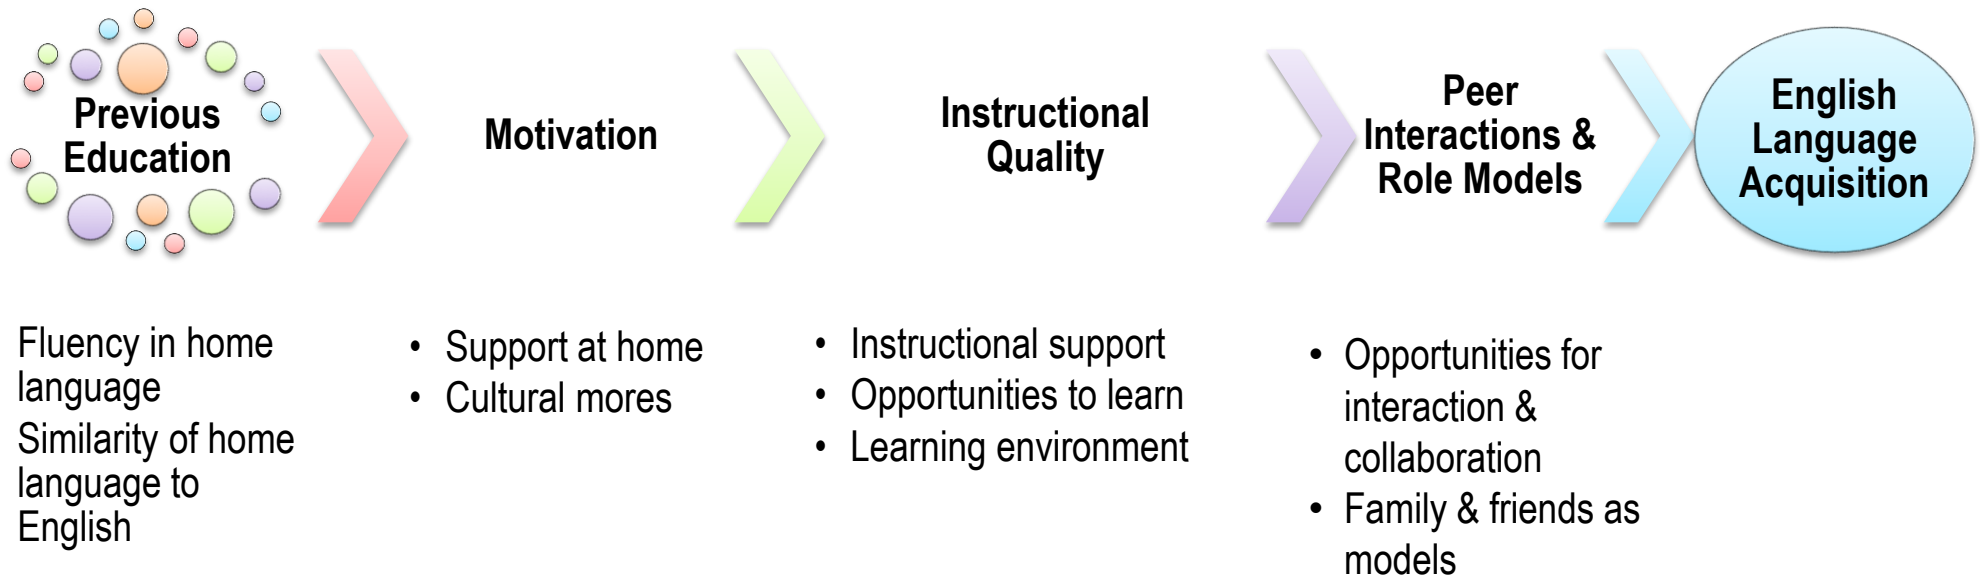 Previous
Education
Motivation
Instructional
Quality
Peer
Interactions &
Role Models
English
Language
Acquisition
Fluency in home
language
Similarity of home
language to
English
• Support at home
• Cultural mores
• Instructional support
• Opportunities to learn
• Learning environment
• Opportunities for
interaction &
collaboration
• Family & friends as
models